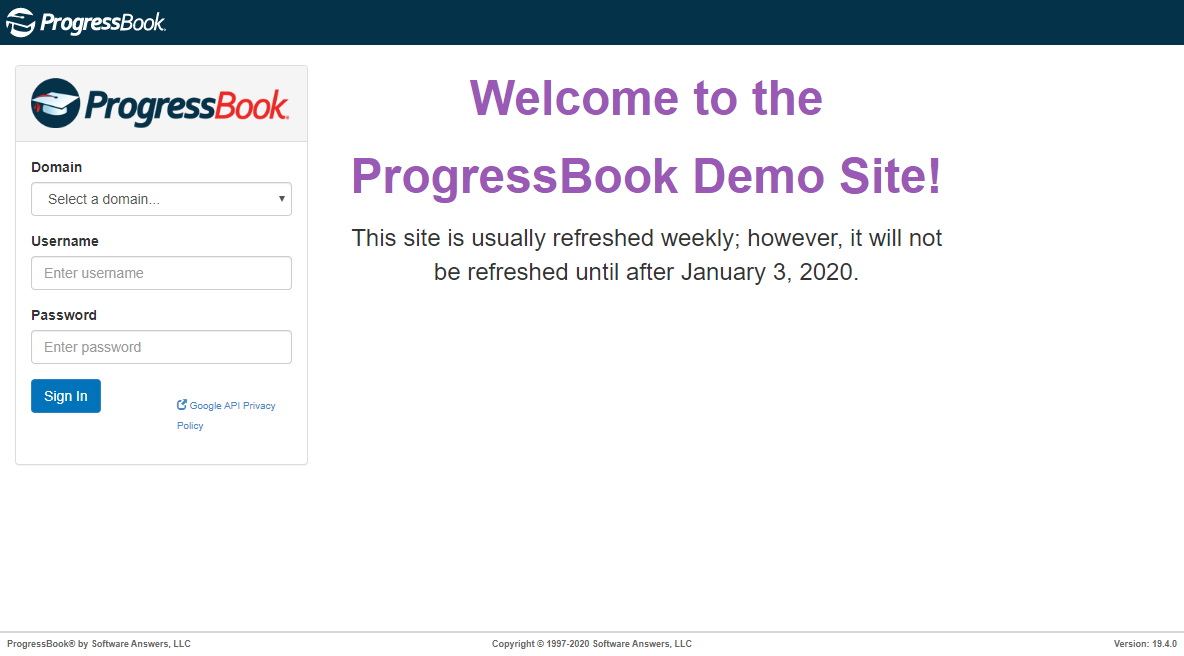 ProgressBook.
ProgressBook.
Domain
Select a domain...
Username
Enter username
Password
Enter password
Sign In
Google API Privacy
Policy
Welcome to the
ProgressBook Demo Site!
This site is usually refreshed weekly; however, it will not
be refreshed until after January 3, 2020.
ProgressBook® by Software Answers, LLC
Copyright © 1997-2020 Software Answers, LLC
Version: 19.4.0